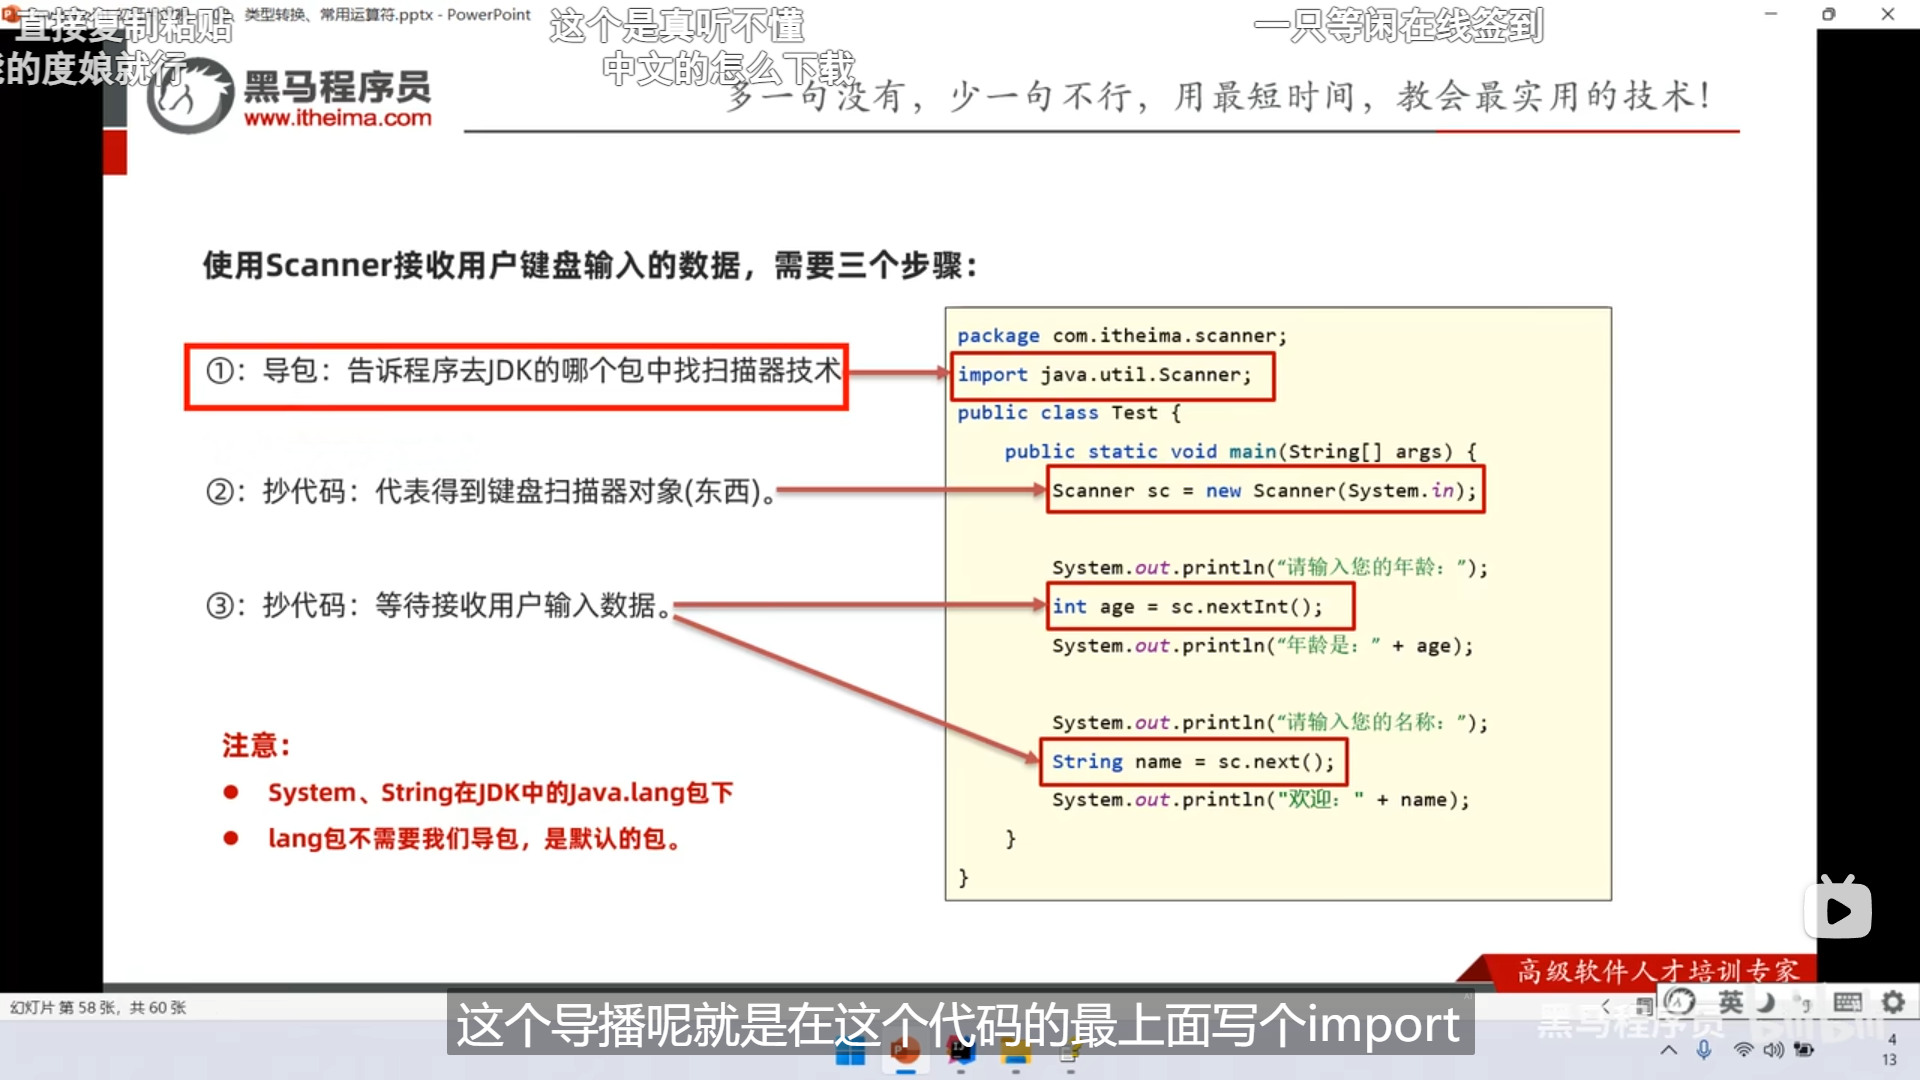 类型转换、常用运算符.pptx - PowerPoint
直接复制粘贴
这个是真听不懂
一只等闲在线签到
的度娘就行
中文的怎么下载
黑马程序员
www.itheima.com
多一句没有，少一句不行，用最短时间，教会最实用的技术！
使用Scanner接收用户键盘输入的数据，需要三个步骤：
①：导包：告诉程序去JDK的哪个包中找扫描器技术
②：抄代码：代表得到键盘扫描器对象(东西)。
③：抄代码：等待接收用户输入数据。
注意：
● System、String在JDK中的Java.lang包下
● lang包不需要我们导包，是默认的包。
package com.itheima.scanner;
import java.util.Scanner;
public class Test {
public static void main(String[] args) {
Scanner sc = new Scanner(System.in);
System.out.println(“请输入您的年龄：”);
int age = sc.nextInt();
System.out.println(“年龄是：” + age);
System.out.println(“请输入您的名称：”);
String name = sc.next();
System.out.println("欢迎：" + name);
}
}
高级软件人才培训专家
幻灯片 第 58 张，共 60 张
这个导播呢就是在这个代码的最上面写个import
黑马程序员
英
4
13